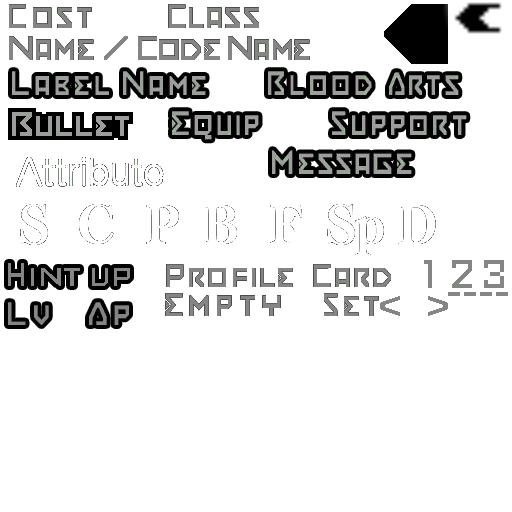 Cost Class
Name / Code Name
Label Name Blood Arts
Bullet Equip Support
Message
Attribute
S C P B F Sp D
Hint up Profile Card 1 2 3
Lv Ap Empty Set < >